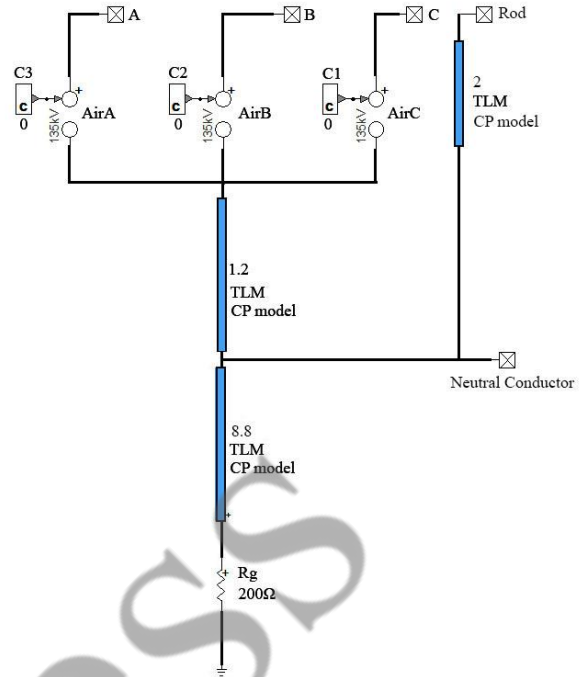 A
B
C
Rod
C3
C2
C1
c
c
c
0
0
0
+
+
+
135kV
135kV
135kV
AirA
AirB
AirC
2
TLM
CP model
1.2
TLM
CP model
Neutral Conductor
8.8
TLM
CP model
+
+
Rg
200Ω
SS